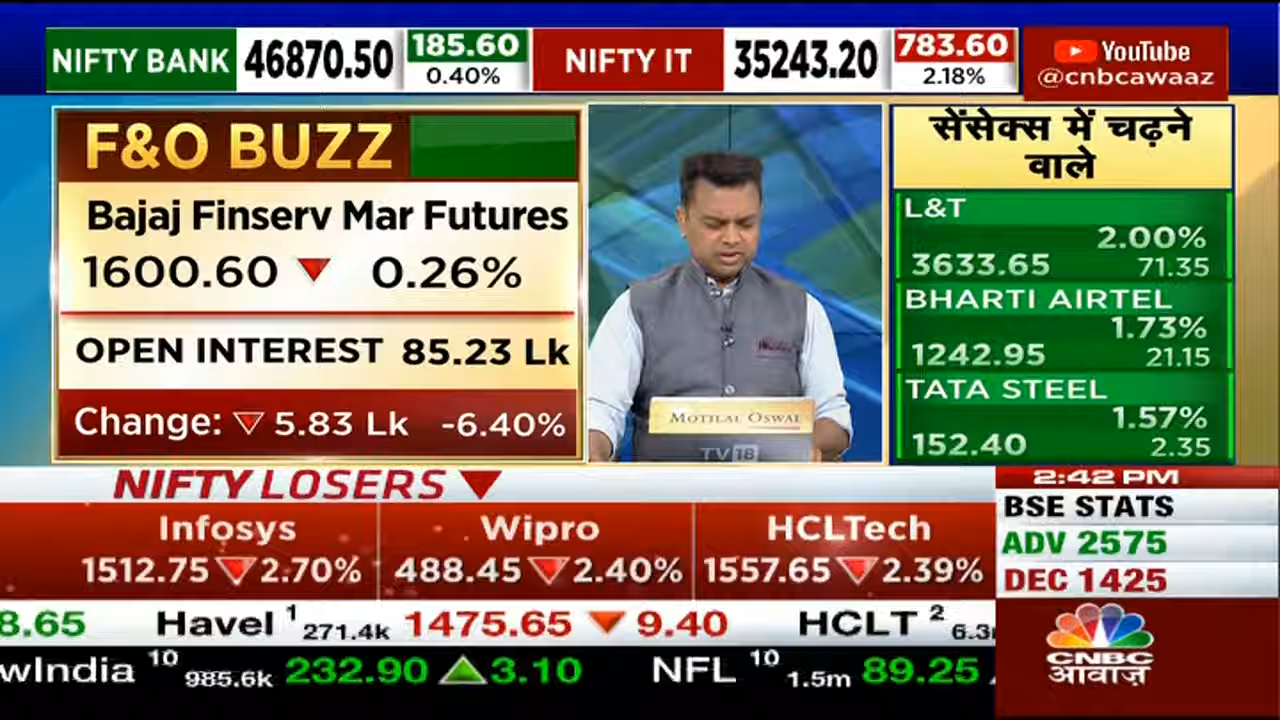 NIFTY BANK 46870.50 185.60 0.40% NIFTY IT 35243.20 783.60 2.18%
YouTube
@cnbcawaaz
F&O BUZZ
Bajaj Finserv Mar Futures
1600.60 ▼ 0.26%
OPEN INTEREST 85.23 Lk
Change: ▼ 5.83 Lk -6.40%
MOTILAL OSWAL
TV18
सेंसेक्स में चढ़ने
वाले
L&T
2.00%
3633.65 71.35
BHARTI AIRTEL
1.73%
1242.95 21.15
TATA STEEL
1.57%
152.40 2.35
NIFTY LOSERS ▼
Infosys Wipro HCLTech
1512.75 ▼ 2.70% 488.45 ▼ 2.40% 1557.65 ▼ 2.39%
2:42 PM
BSE STATS
ADV 2575
DEC 1425
8.65 Havel 1 271.4k 1475.65 ▼ 9.40 HCLT 2 6.3
wIndia 10 985.6k 232.90 ▲ 3.10 NFL 10 1.5m 89.25
CNBC
आवाज़